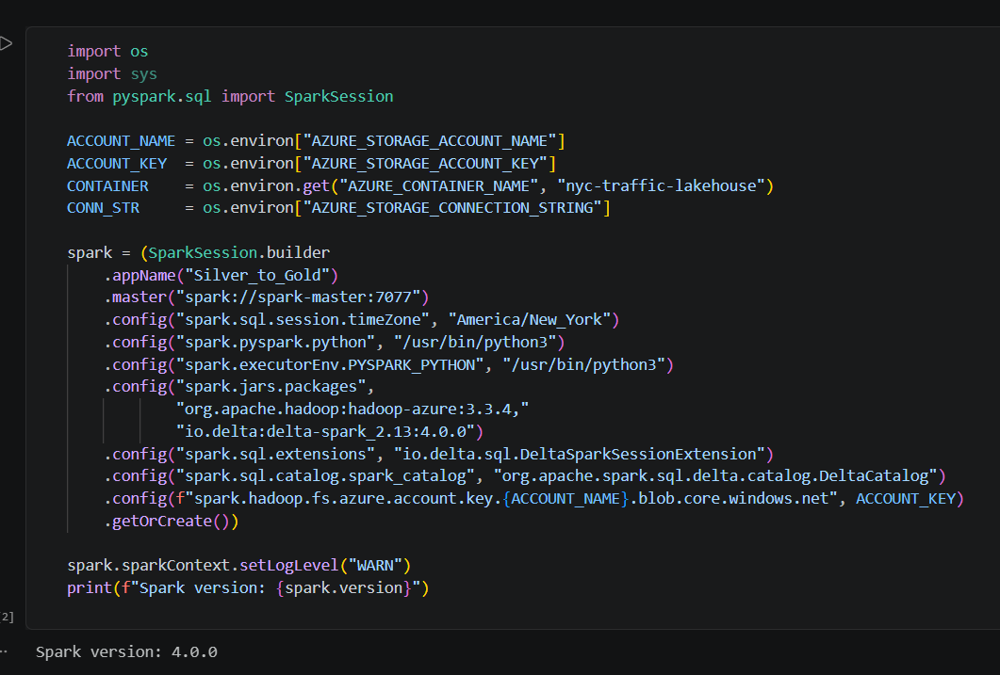 import os
import sys
from pyspark.sql import SparkSession

ACCOUNT_NAME = os.environ["AZURE_STORAGE_ACCOUNT_NAME"]
ACCOUNT_KEY  = os.environ["AZURE_STORAGE_ACCOUNT_KEY"]
CONTAINER    = os.environ.get("AZURE_CONTAINER_NAME", "nyc-traffic-lakehouse")
CONN_STR     = os.environ["AZURE_STORAGE_CONNECTION_STRING"]

spark = (SparkSession.builder
    .appName("Silver_to_Gold")
    .master("spark://spark-master:7077")
    .config("spark.sql.session.timeZone", "America/New_York")
    .config("spark.pyspark.python", "/usr/bin/python3")
    .config("spark.executorEnv.PYSPARK_PYTHON", "/usr/bin/python3")
    .config("spark.jars.packages",
            "org.apache.hadoop:hadoop-azure:3.3.4,"
            "io.delta:delta-spark_2.13:4.0.0")
    .config("spark.sql.extensions", "io.delta.sql.DeltaSparkSessionExtension")
    .config("spark.sql.catalog.spark_catalog", "org.apache.spark.sql.delta.catalog.DeltaCatalog")
    .config(f"spark.hadoop.fs.azure.account.key.{ACCOUNT_NAME}.blob.core.windows.net", ACCOUNT_KEY)
    .getOrCreate())

spark.sparkContext.setLogLevel("WARN")
print(f"Spark version: {spark.version}")
2]
Spark version: 4.0.0